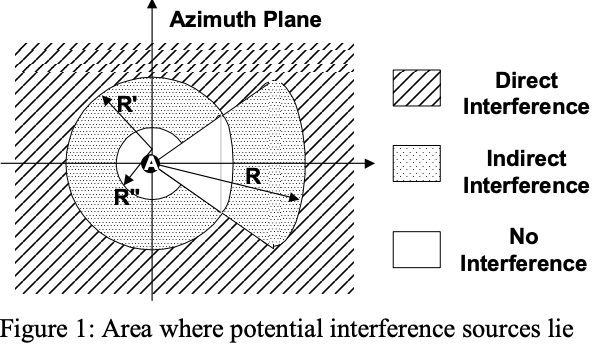 Azimuth Plane
R'
A
R
R"
Direct
Interference
Indirect
Interference
No
Interference
Figure 1: Area where potential interference sources lie